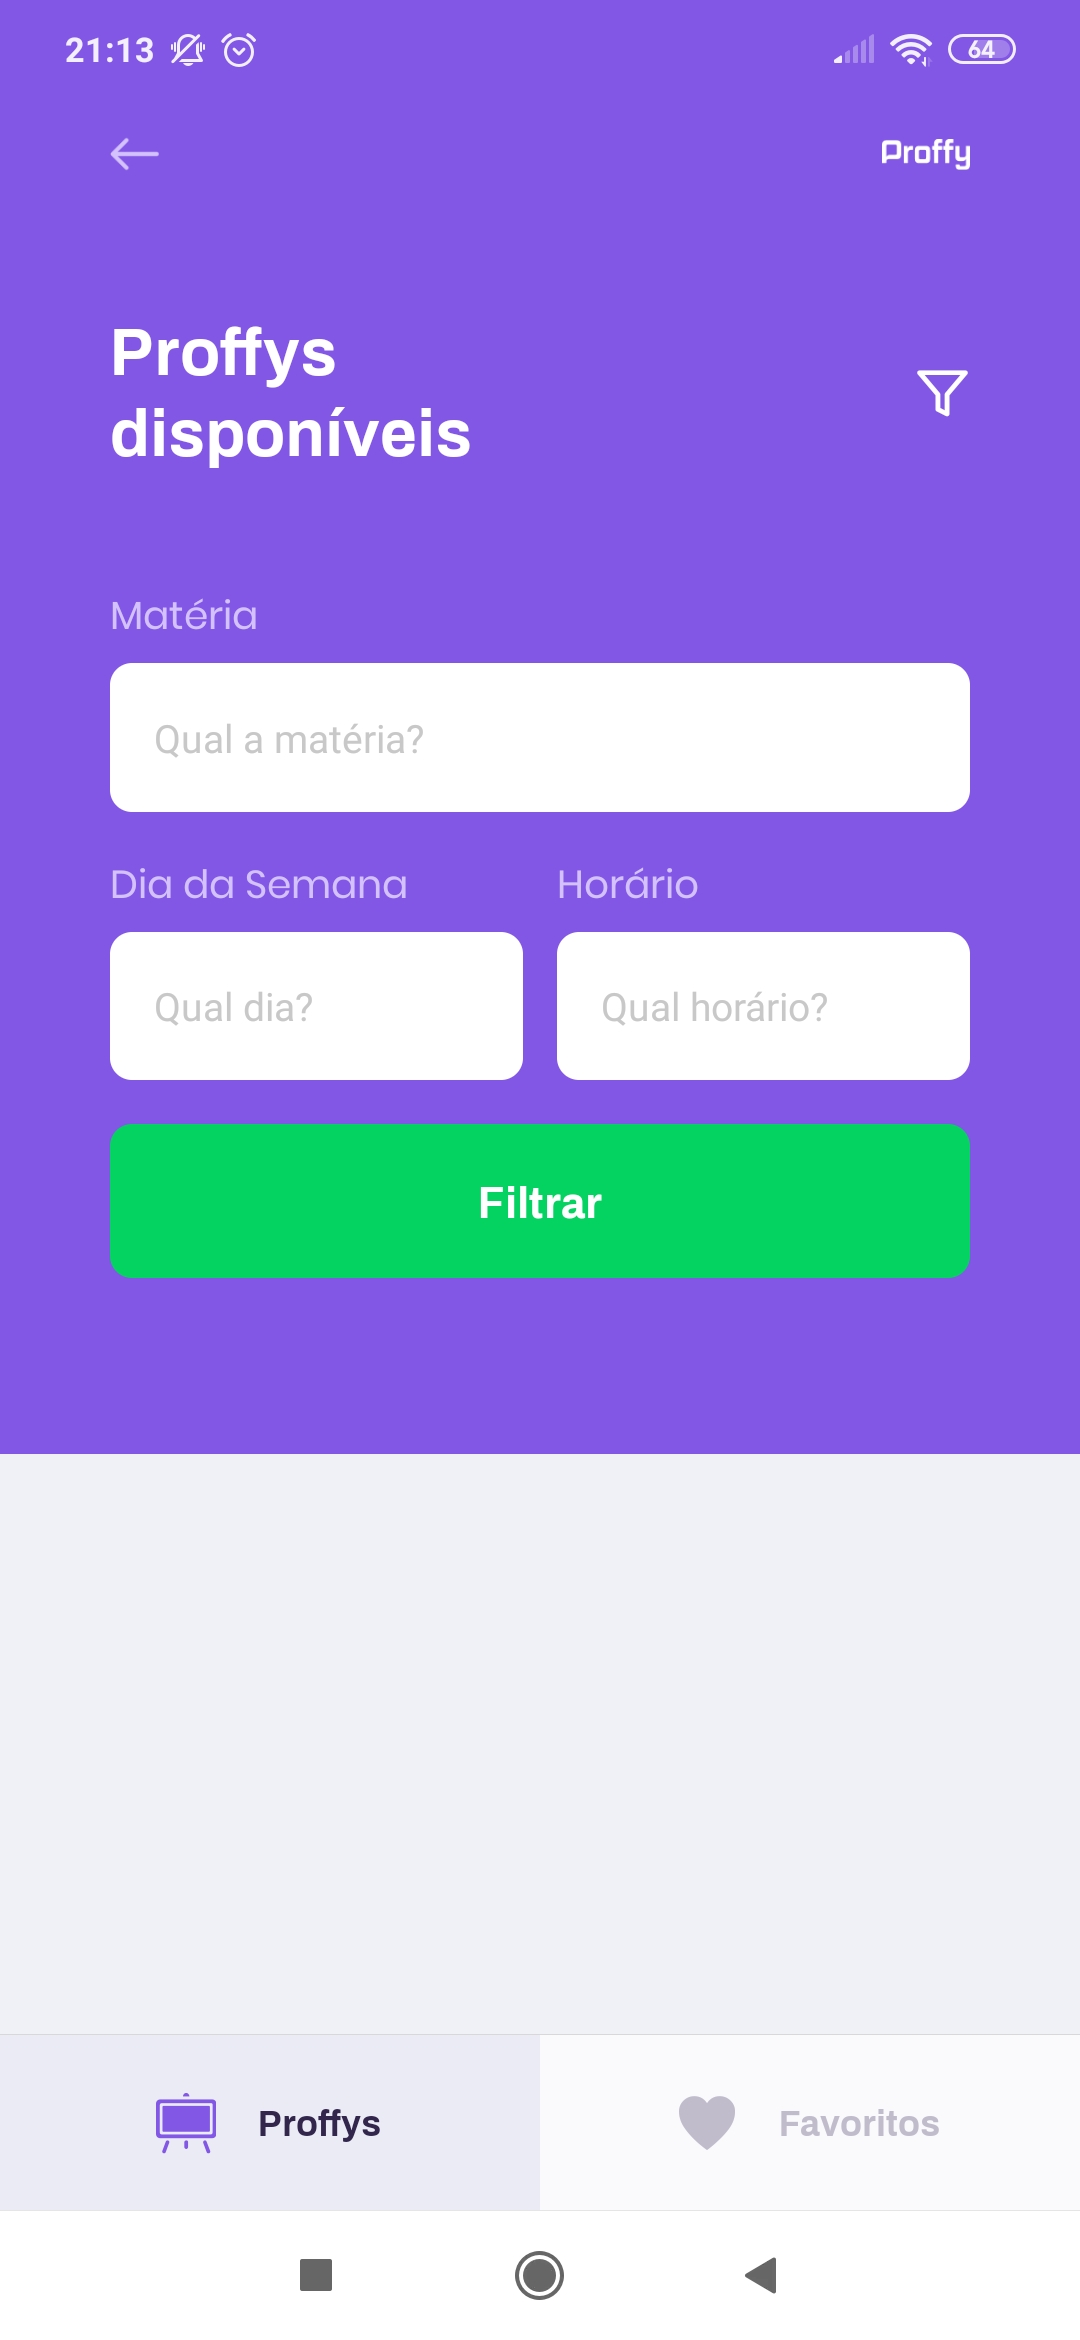 21:13
64
Proffy
Proffys
disponíveis
Matéria
Qual a matéria?
Dia da Semana Horário
Qual dia? Qual horário?
Filtrar
Proffys Favoritos